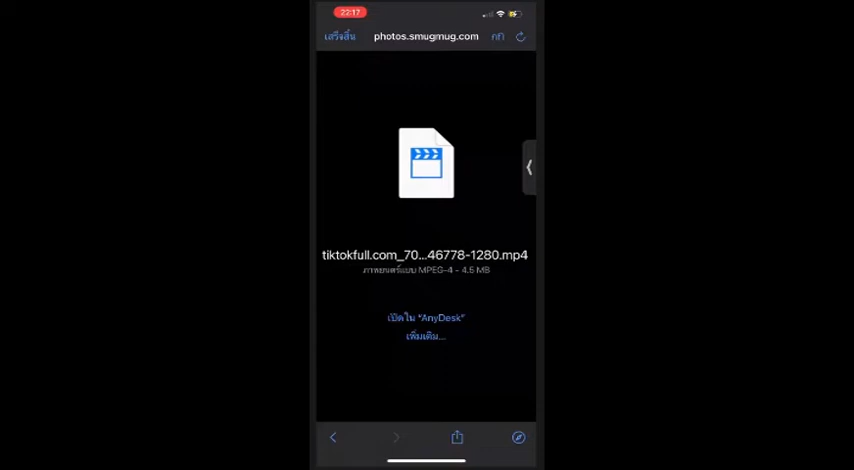 22:17
เสร็จสิ้น photos.smugmug.com กก
tiktokfull.com_70...46778-1280.mp4
ภาพยนตร์แบบ MPEG-4 - 4.5 MB
เปิดใน “AnyDesk”
เพิ่มเติม...